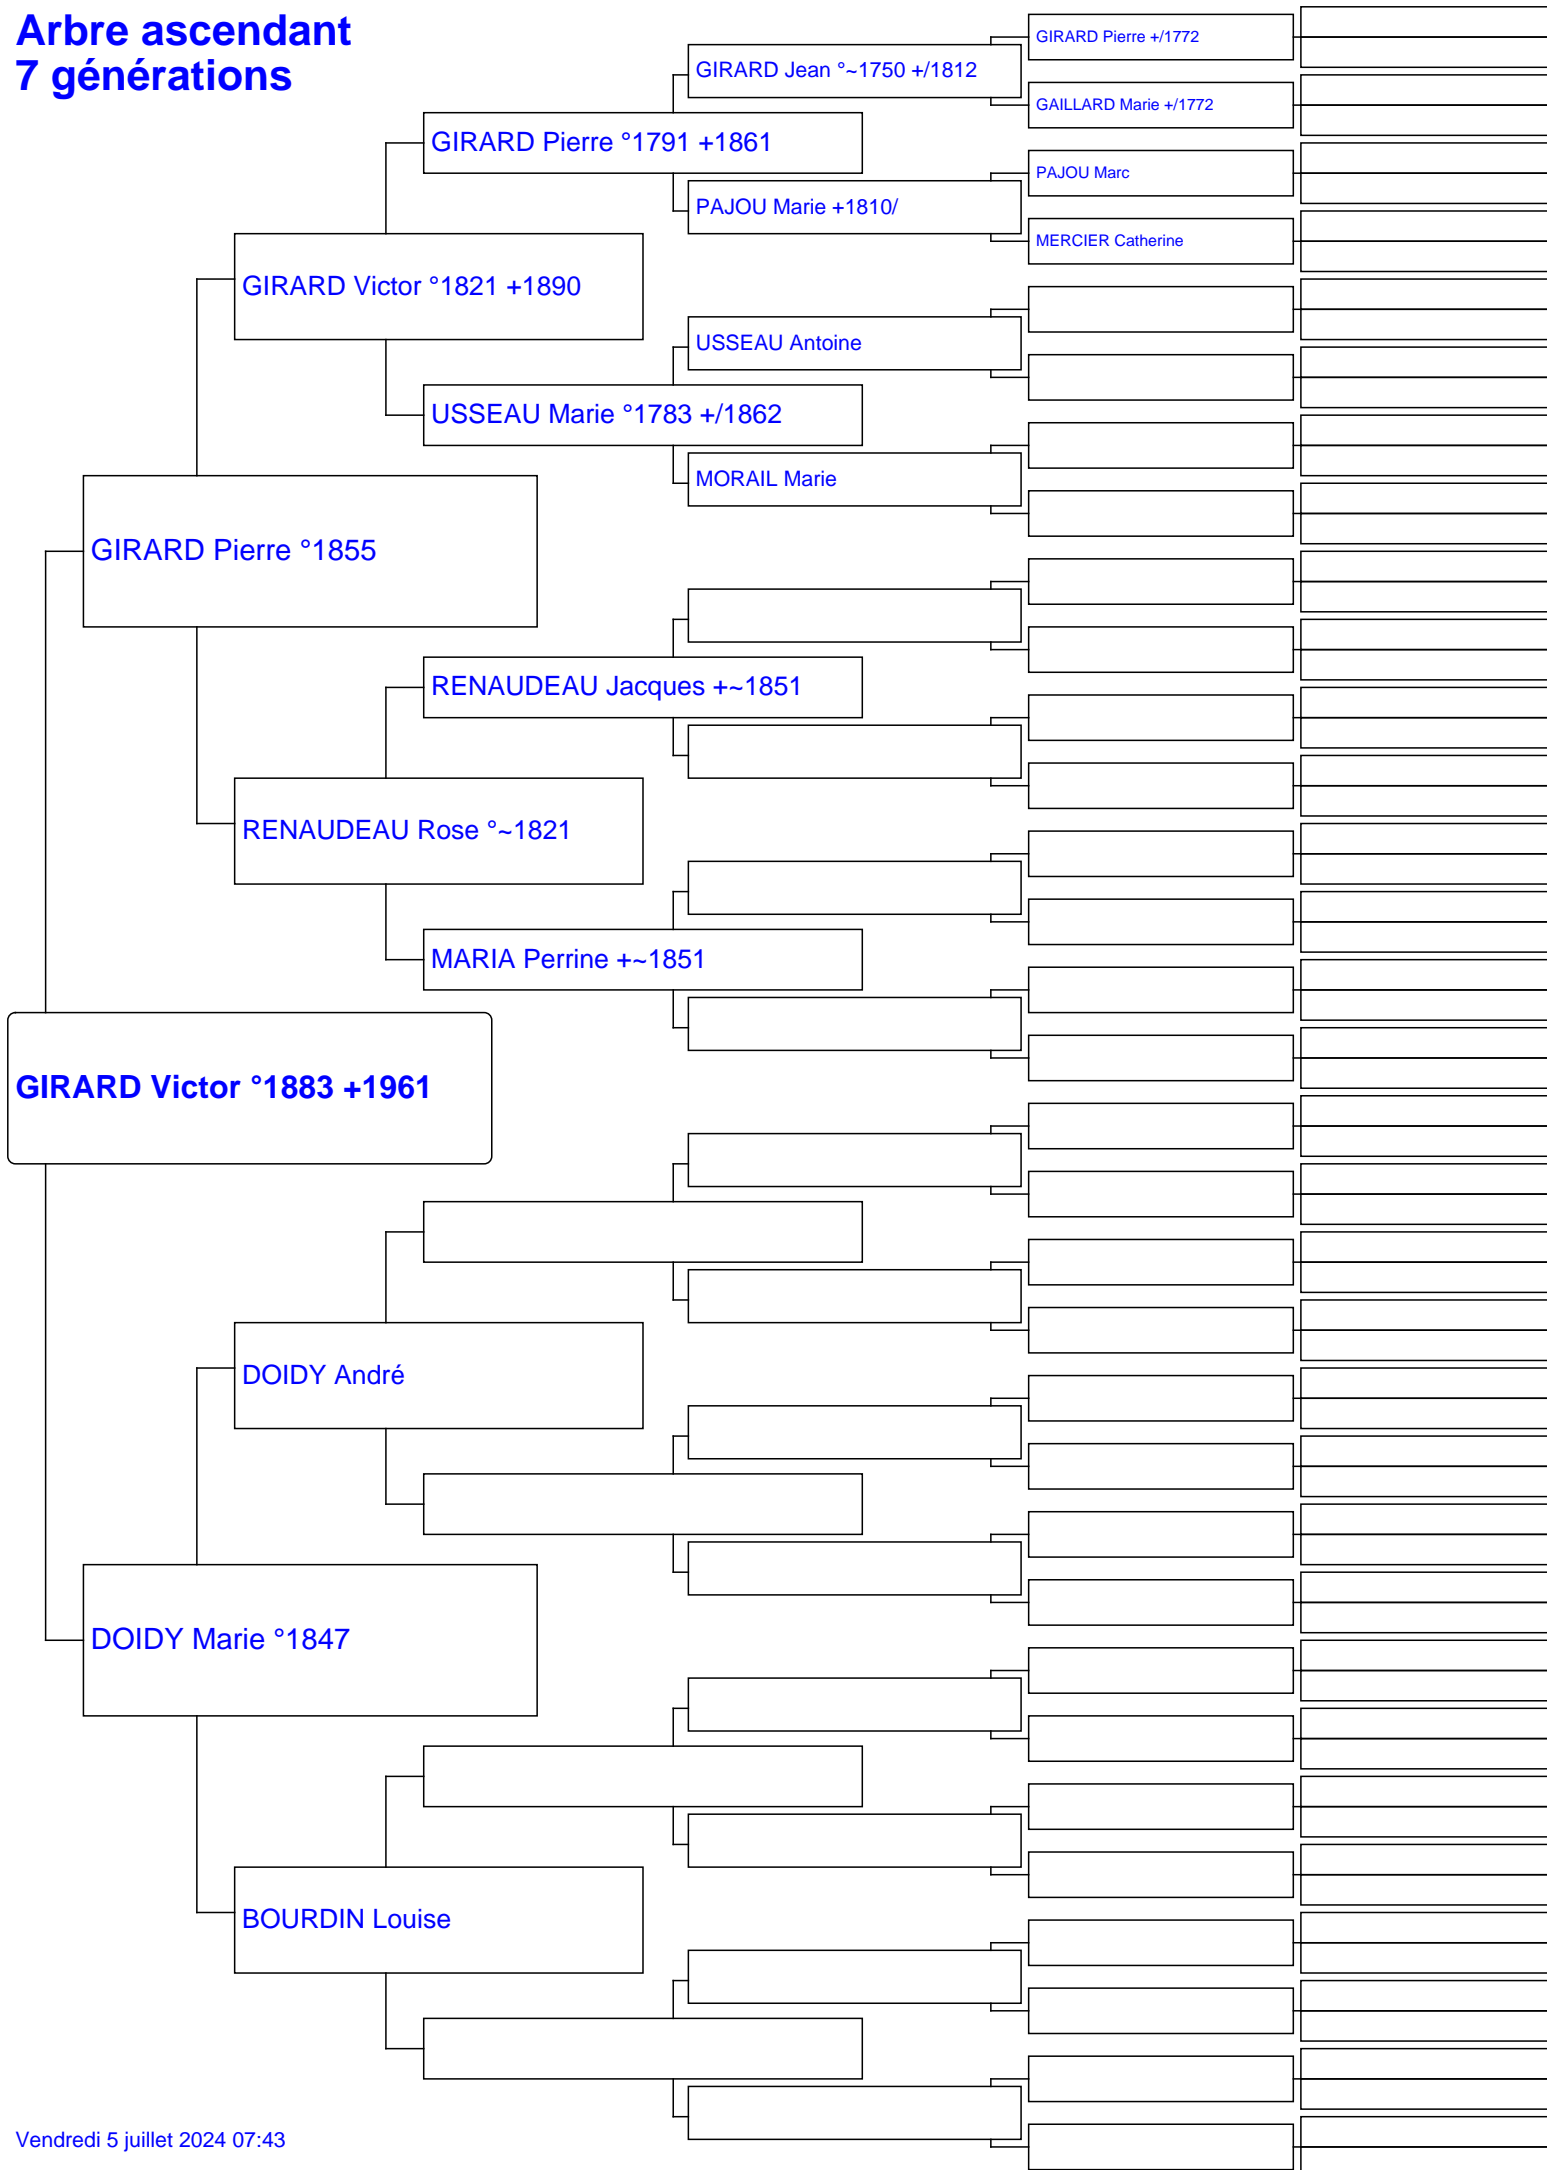 Arbre ascendant
7 générations
GIRARD Pierre +/1772
GIRARD Jean °~1750 +/1812
GAILLARD Marie +/1772
GIRARD Pierre °1791 +1861
PAJOU Marc
PAJOU Marie +1810/
MERCIER Catherine
GIRARD Victor °1821 +1890
USSEAU Antoine
USSEAU Marie °1783 +/1862
MORAIL Marie
GIRARD Pierre °1855
RENAUDEAU Jacques +~1851
RENAUDEAU Rose °~1821
MARIA Perrine +~1851
GIRARD Victor °1883 +1961
DOIDY André
DOIDY Marie °1847
BOURDIN Louise
Vendredi 5 juillet 2024 07:43